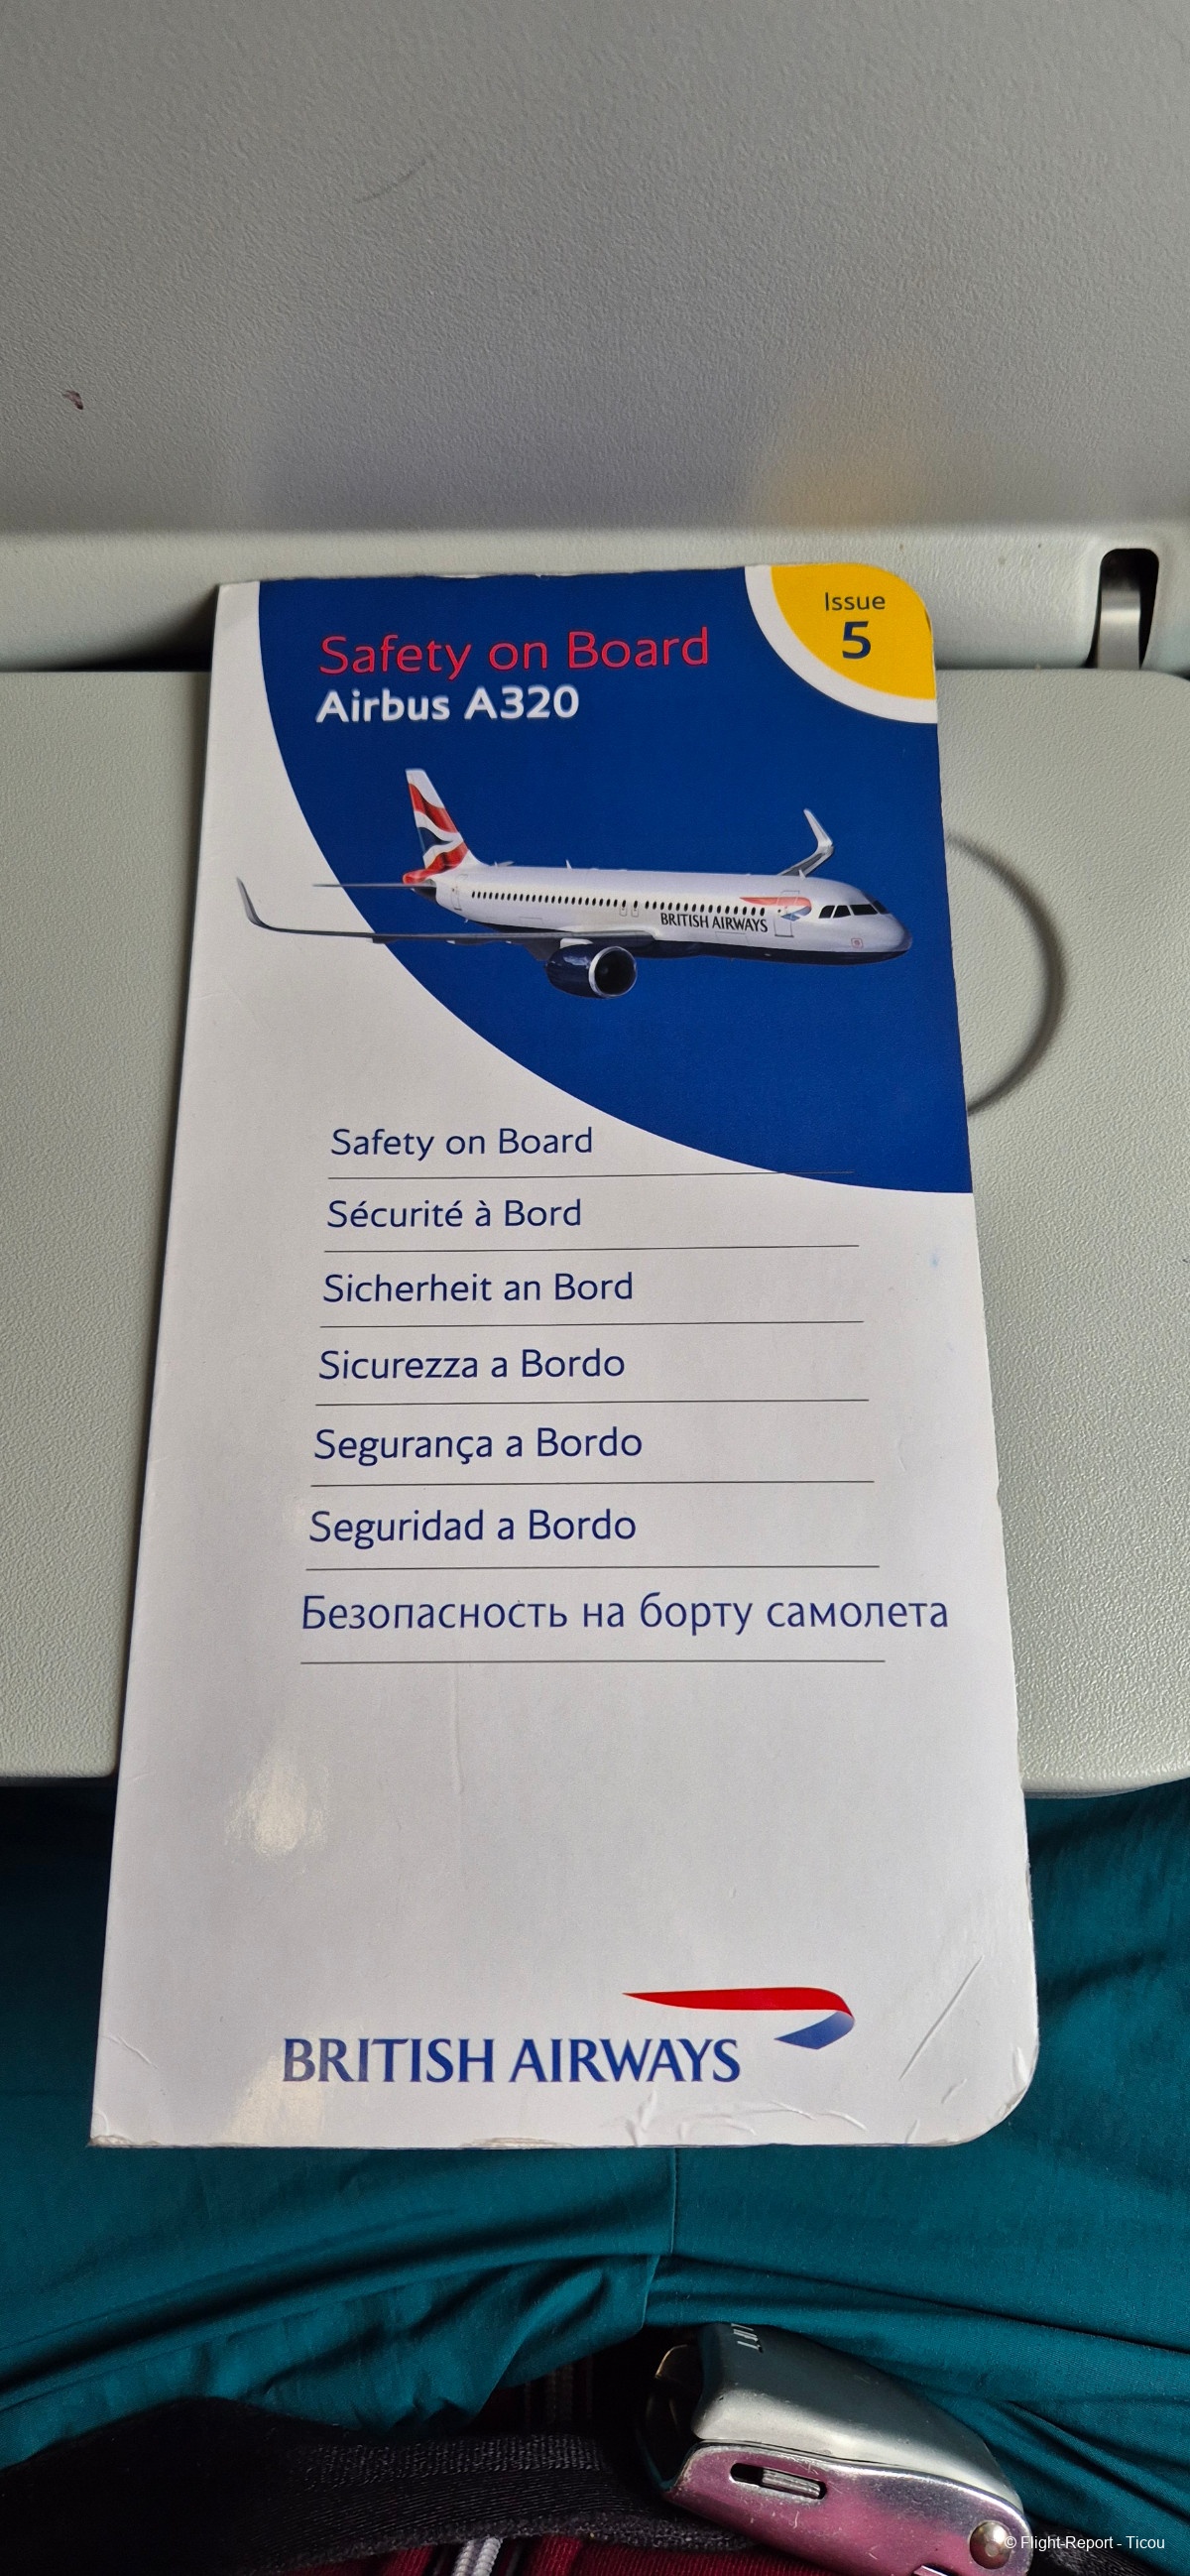 Issue
5
Safety on Board
Airbus A320
BRITISH AIRWAYS
Safety on Board
Sécurité à Bord
Sicherheit an Bord
Sicurezza a Bordo
Segurança a Bordo
Seguridad a Bordo
Безопасность на борту самолета
BRITISH AIRWAYS
© Flight-Report - Ticou